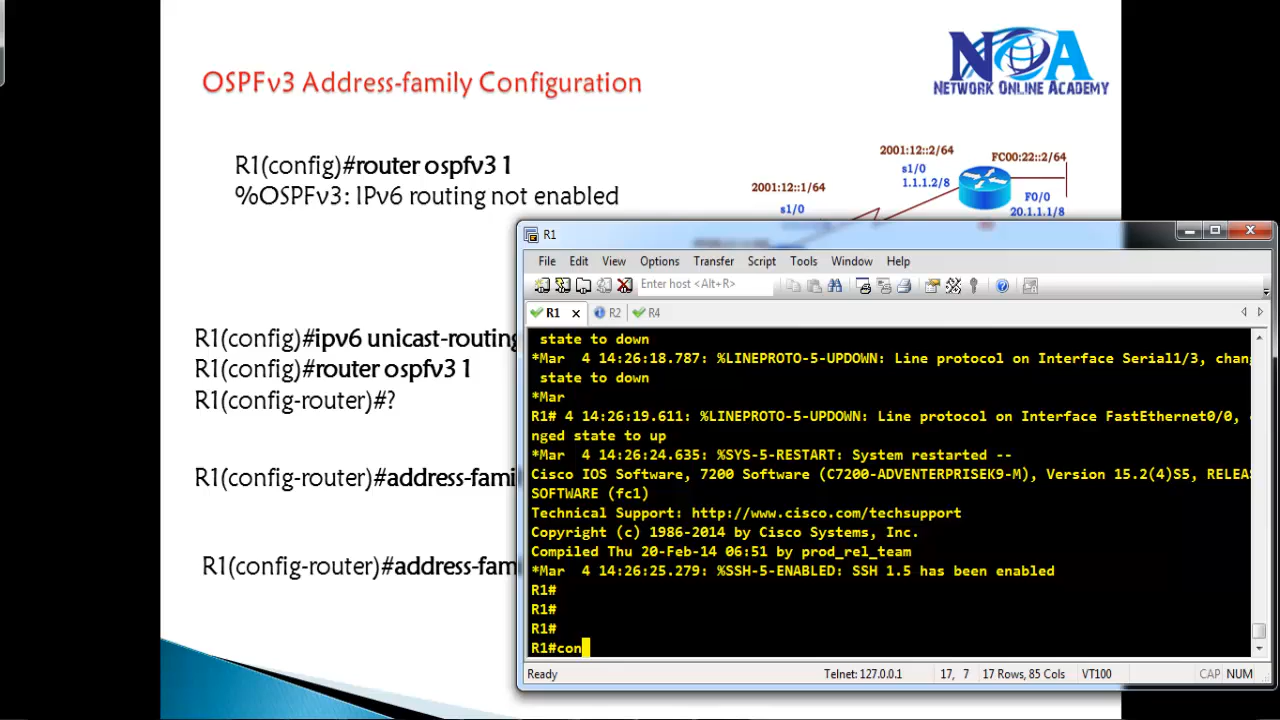 OSPFv3 Address-family Configuration
NOA
NETWORK ONLINE ACADEMY
R1(config)#router ospfv3 1
%OSPFv3: IPv6 routing not enabled
2001:12::2/64
FC00:22::2/64
s1/0
1.1.1.2/8
2001:12::1/64
s1/0
F0/0
20.1.1.1/8
R1(config)#ipv6 unicast-routing
R1(config)#router ospfv3 1
R1(config-router)#?
R1(config-router)#address-fami
R1(config-router)#address-fam
R1
File Edit View Options Transfer Script Tools Window Help
Enter host <Alt+R>
R1 R2 R4
state to down
*Mar  4 14:26:18.787: %LINEPROTO-5-UPDOWN: Line protocol on Interface Serial1/3, chan
state to down
*Mar
R1# 4 14:26:19.611: %LINEPROTO-5-UPDOWN: Line protocol on Interface FastEthernet0/0,
nged state to up
*Mar  4 14:26:24.635: %SYS-5-RESTART: System restarted --
Cisco IOS Software, 7200 Software (C7200-ADVENTERPRISEK9-M), Version 15.2(4)S5, RELEA
SOFTWARE (fc1)
Technical Support: http://www.cisco.com/techsupport
Copyright (c) 1986-2014 by Cisco Systems, Inc.
Compiled Thu 20-Feb-14 06:51 by prod_rel_team
*Mar  4 14:26:25.279: %SSH-5-ENABLED: SSH 1.5 has been enabled
R1#
R1#
R1#
R1#con
Ready Telnet: 127.0.0.1 17, 7 17 Rows, 85 Cols VT100 CAP NUM